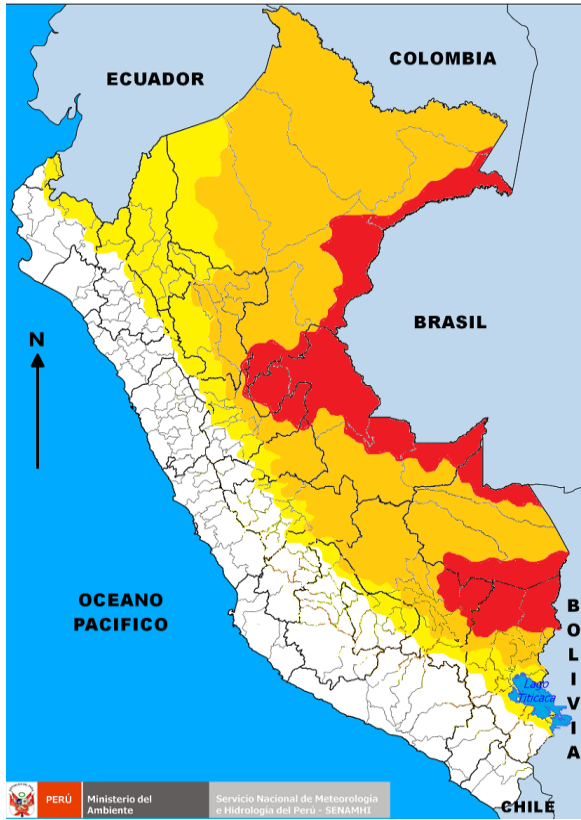 ECUADOR
COLOMBIA
BRASIL
N
OCEANO
PACIFICO
BOLIVIA
Lago
Titicaca
CHILE
PERÚ
Ministerio del
Ambiente
Servicio Nacional de Meteorología
e Hidrología del Perú - SENAMHI